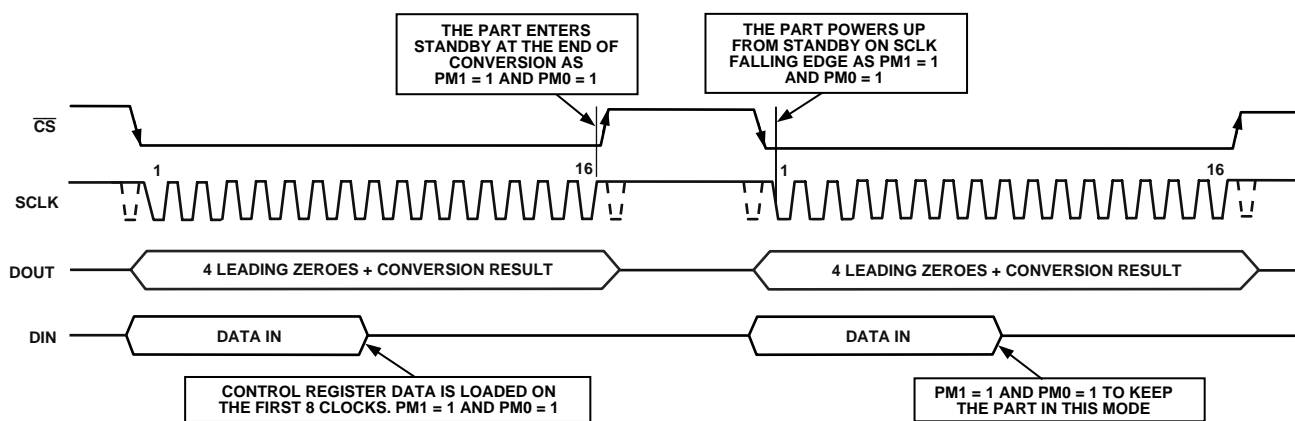 THE PART ENTERS
STANDBY AT THE END OF
CONVERSION AS
PM1 = 1 AND PM0 = 1
THE PART POWERS UP
FROM STANDBY ON SCLK
FALLING EDGE AS PM1 = 1
AND PM0 = 1
CS
1
16
1
16
SCLK
DOUT
4 LEADING ZEROES + CONVERSION RESULT
4 LEADING ZEROES + CONVERSION RESULT
DIN
DATA IN
DATA IN
CONTROL REGISTER DATA IS LOADED ON
THE FIRST 8 CLOCKS. PM1 = 1 AND PM0 = 1
PM1 = 1 AND PM0 = 1 TO KEEP
THE PART IN THIS MODE